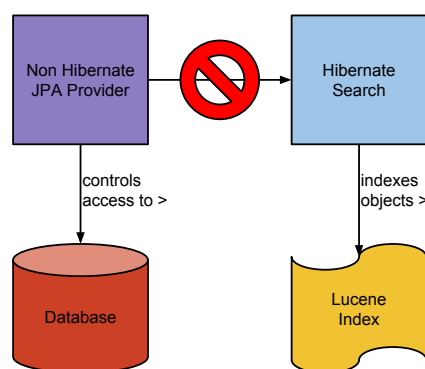 Non Hibernate
JPA Provider
Hibernate
Search
controls
access to >
indexes
objects >
Database
Lucene
Index